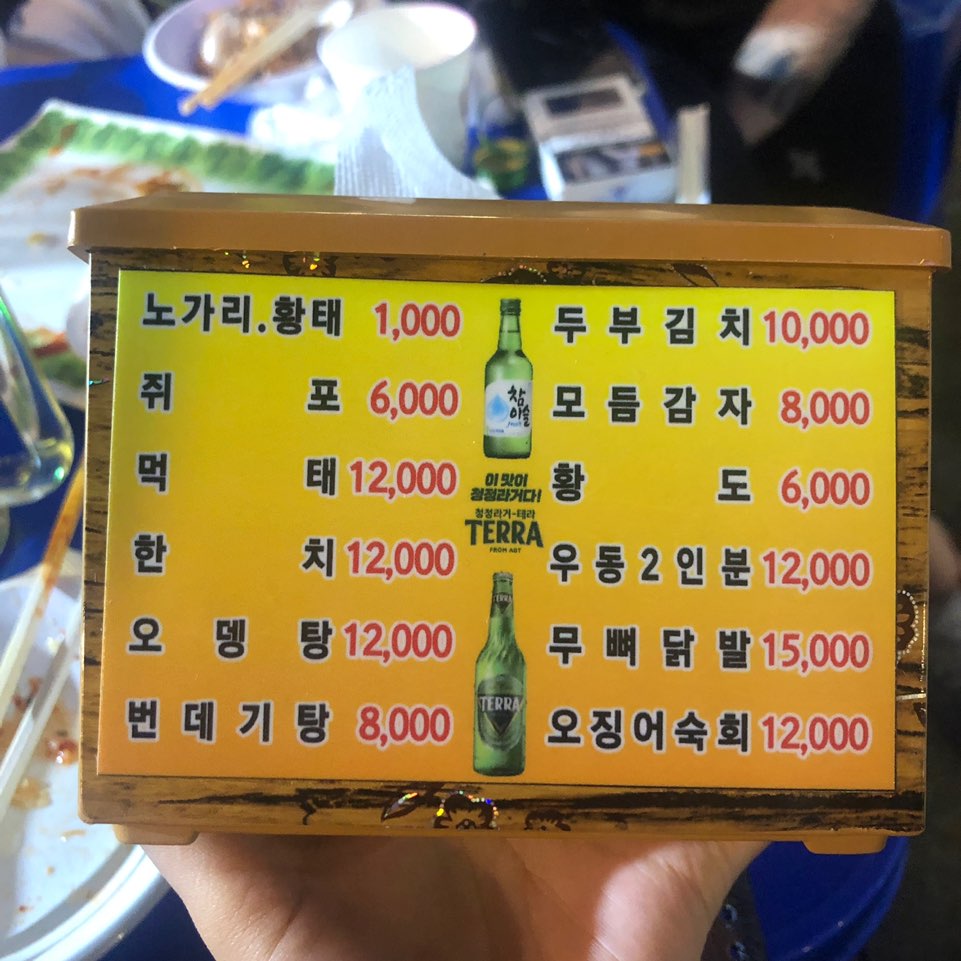 노가리.황태 1,000
쥐포 6,000
먹태 12,000
한치 12,000
오뎅탕 12,000
번데기탕 8,000
참이슬
fresh
이 맛이
청정라거다!
청정라거-테라
TERRA
FROM AGT
TERRA
TERRA
두부김치 10,000
모듬감자 8,000
황도 6,000
우동2인분 12,000
무뼈닭발 15,000
오징어숙회 12,000